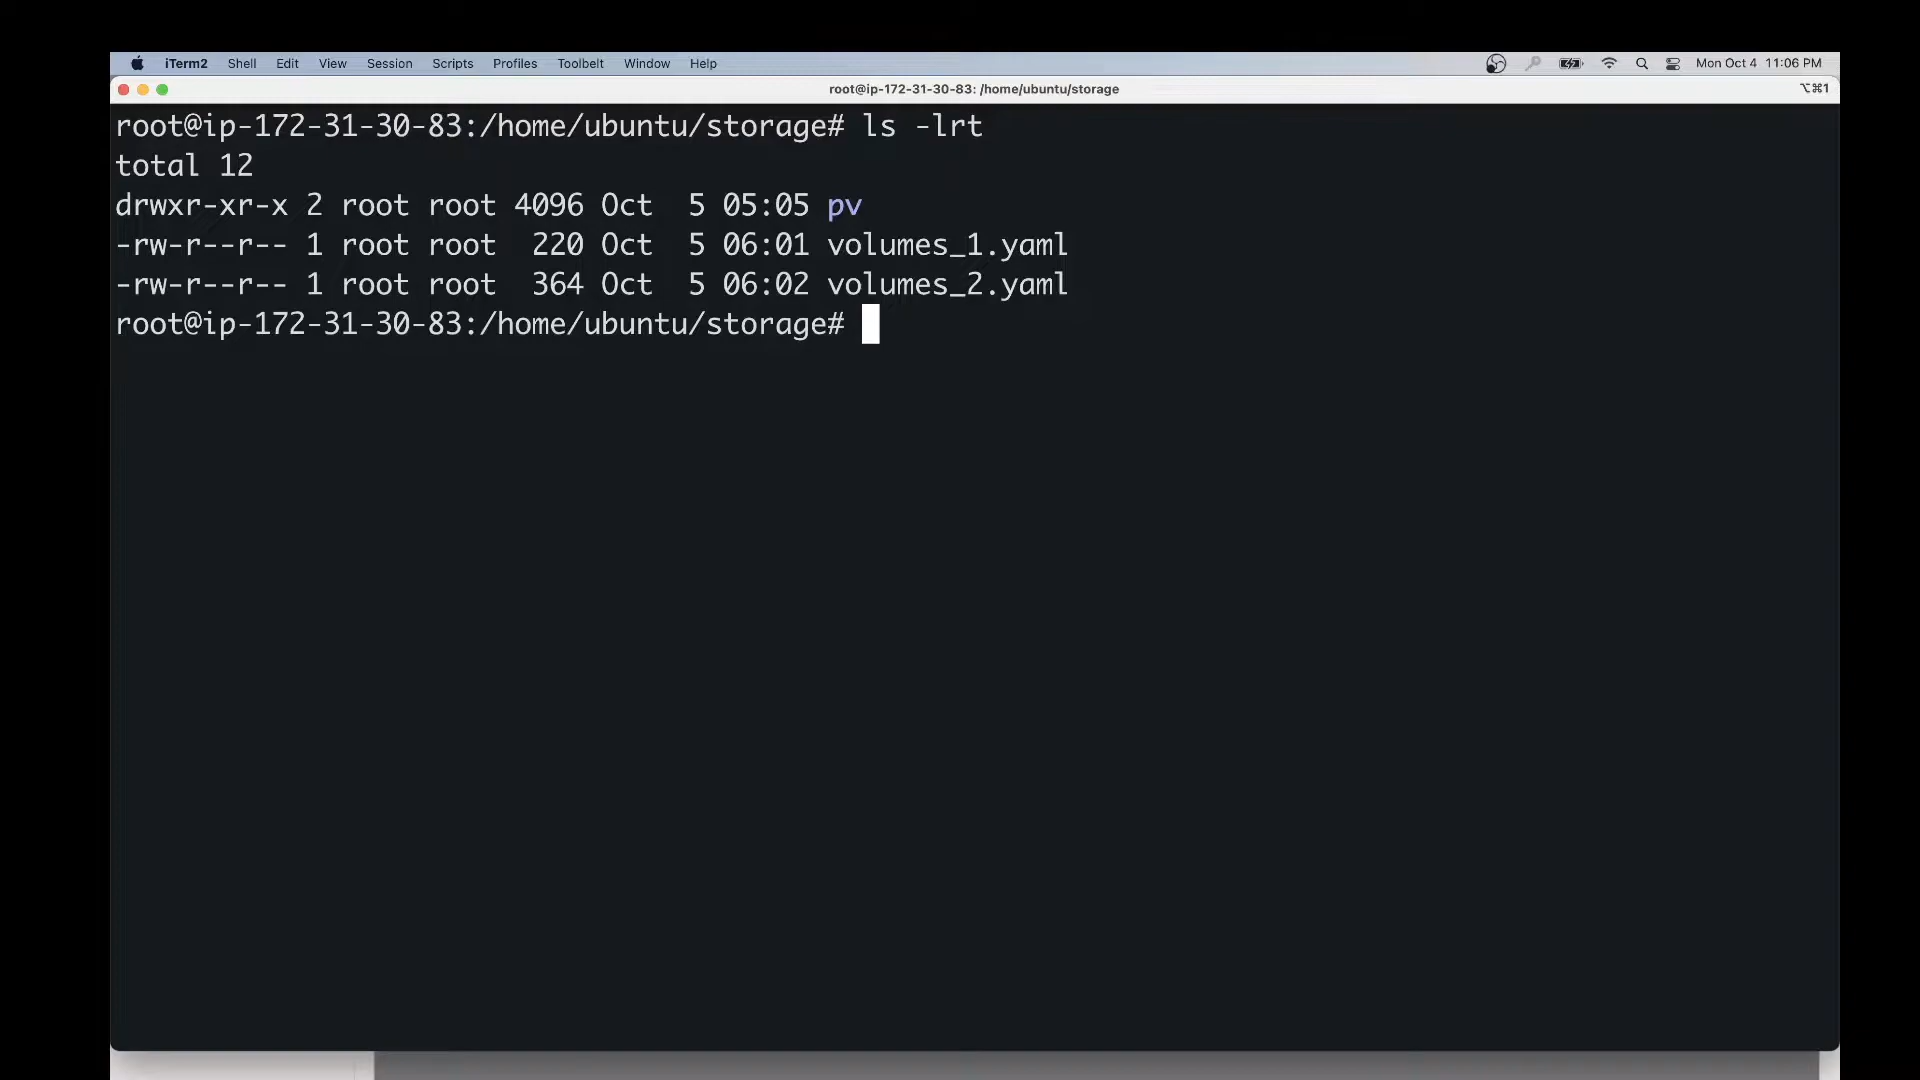 iTerm2 Shell Edit View Session Scripts Profiles Toolbelt Window Help Mon Oct 4 11:06 PM
root@ip-172-31-30-83: /home/ubuntu/storage ⌥⌘1
root@ip-172-31-30-83:/home/ubuntu/storage# ls -lrt
total 12
drwxr-xr-x 2 root root 4096 Oct  5 05:05 pv
-rw-r--r-- 1 root root  220 Oct  5 06:01 volumes_1.yaml
-rw-r--r-- 1 root root  364 Oct  5 06:02 volumes_2.yaml
root@ip-172-31-30-83:/home/ubuntu/storage#